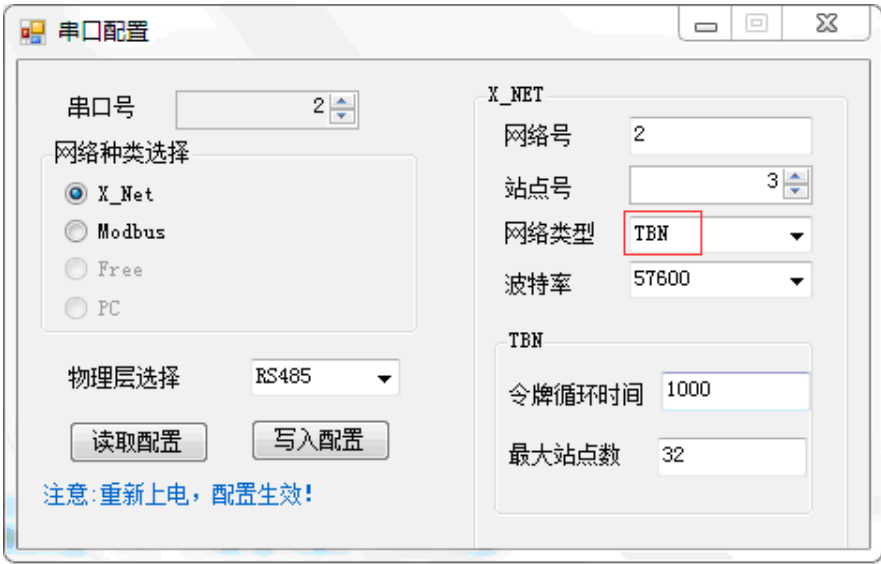 串口配置
串口号 2
网络种类选择
X_Net
Modbus
Free
PC
物理层选择 RS485
读取配置 写入配置
注意:重新上电，配置生效!
X_NET
网络号 2
站点号 3
网络类型 TBN
波特率 57600
TBN
令牌循环时间 1000
最大站点数 32